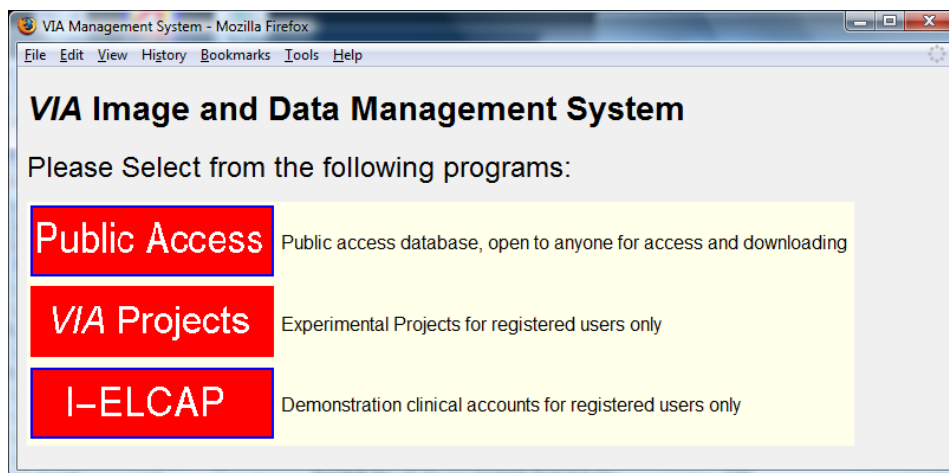 VIA Management System - Mozilla Firefox
File Edit View History Bookmarks Tools Help
VIA Image and Data Management System
Please Select from the following programs:
Public Access Public access database, open to anyone for access and downloading
VIA Projects Experimental Projects for registered users only
I-ELCAP Demonstration clinical accounts for registered users only